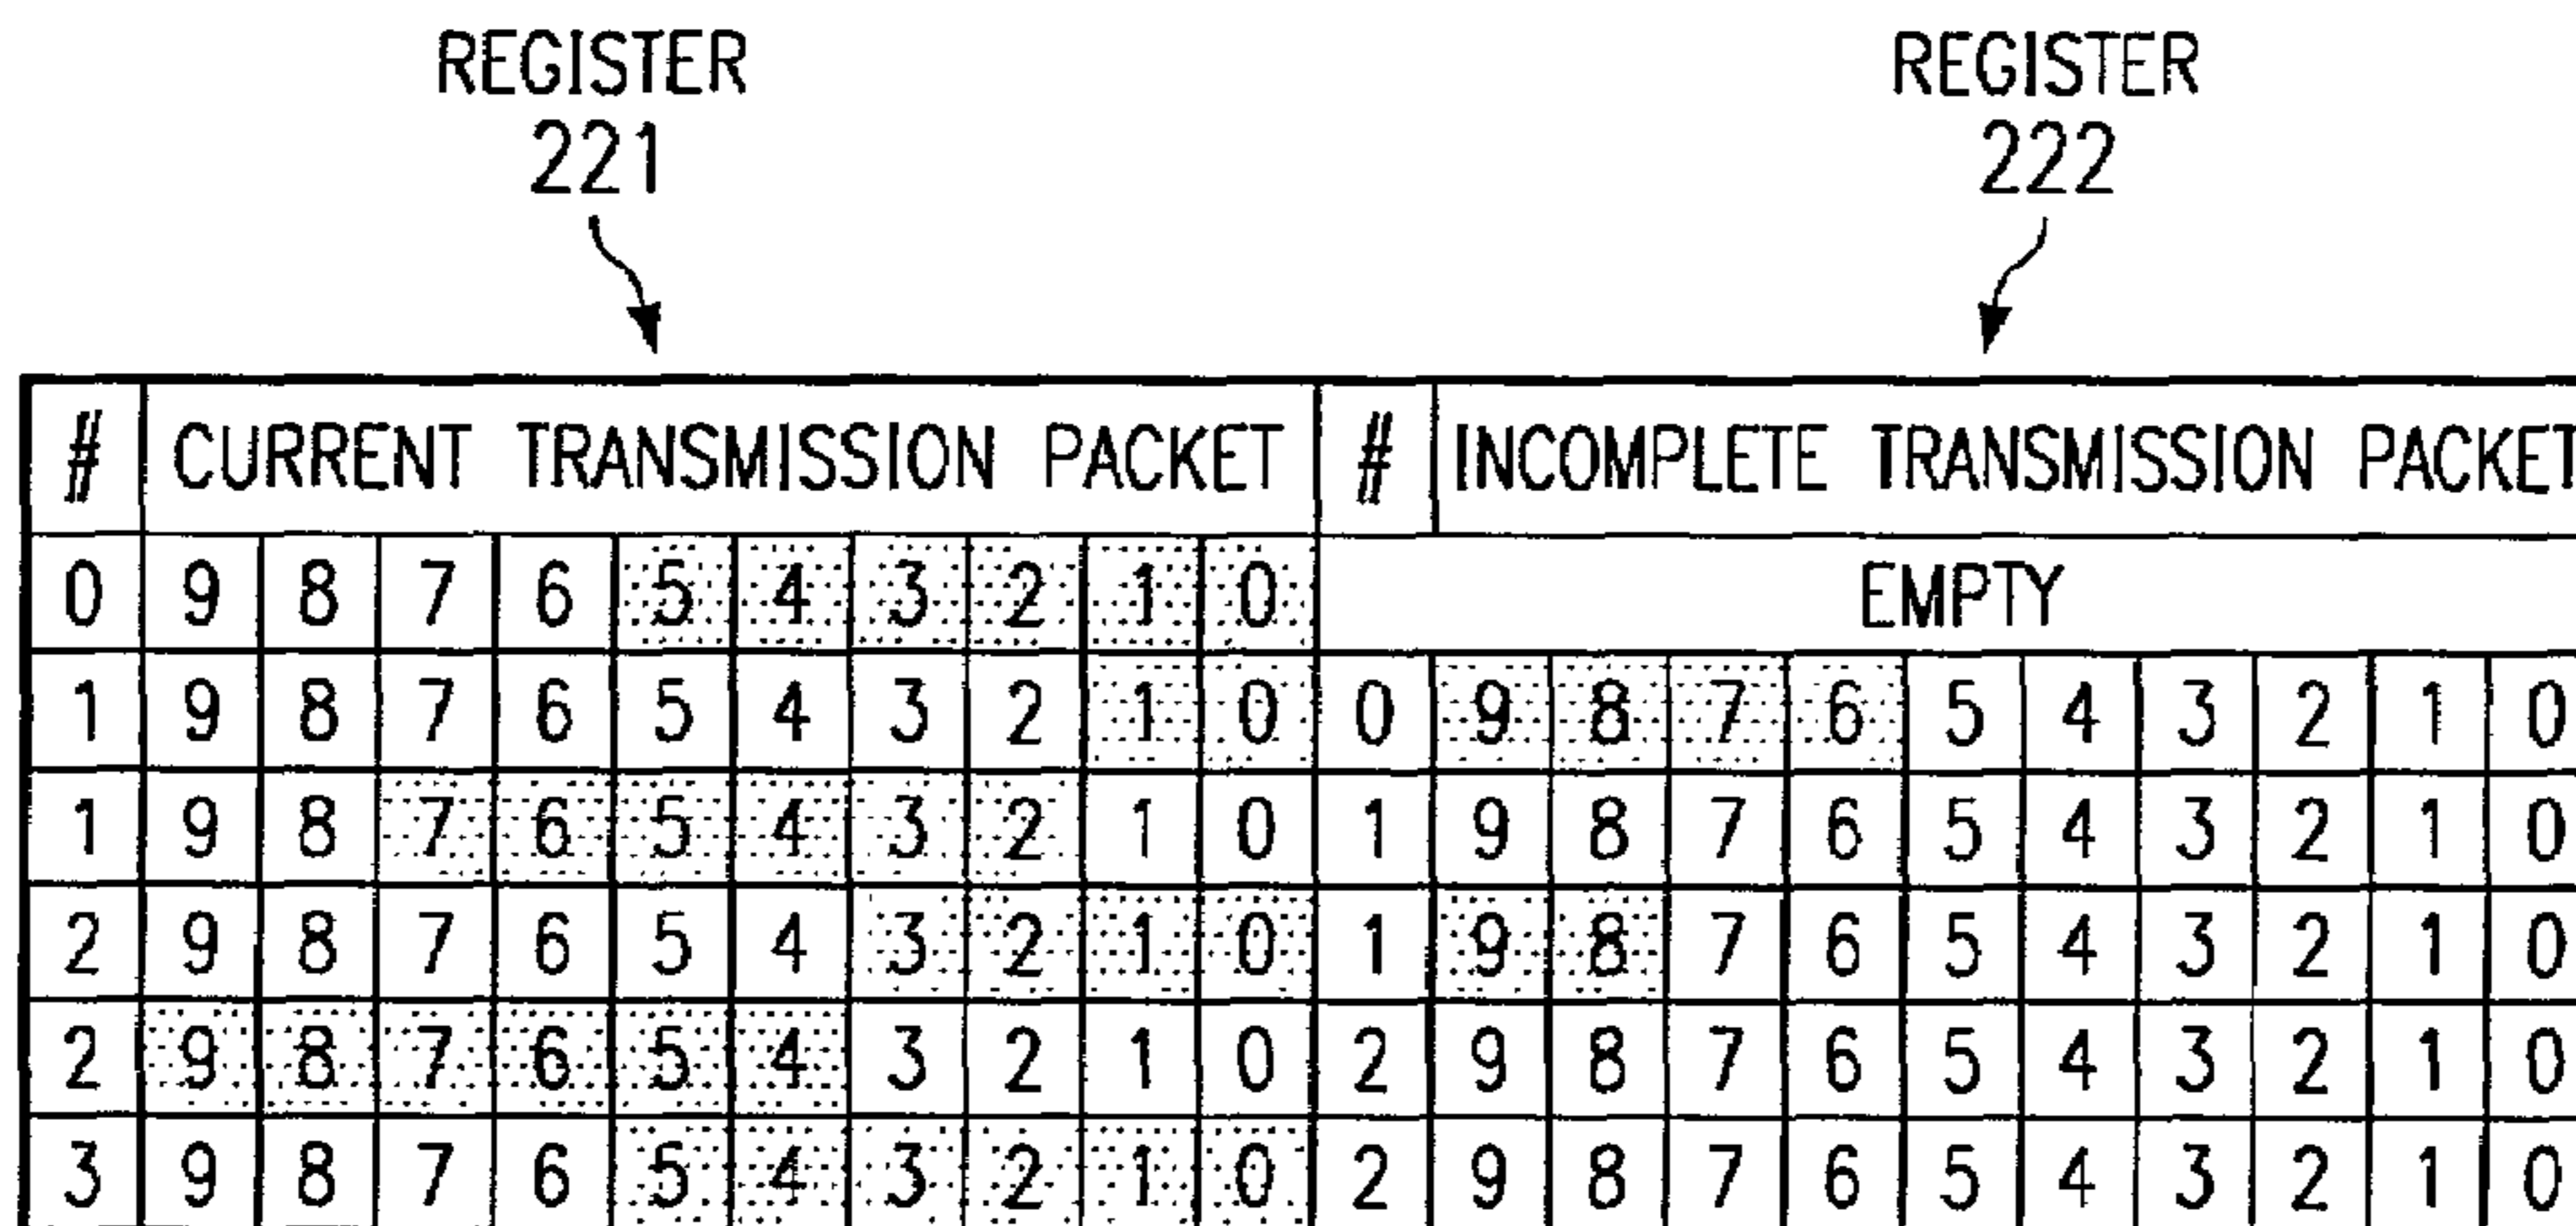 REGISTER 221
REGISTER 222
# CURRENT TRANSMISSION PACKET # INCOMPLETE TRANSMISSION PACKET
0 9 8 7 6 5 4 3 2 1 0 EMPTY
1 9 8 7 6 5 4 3 2 1 0 0 9 8 7 6 5 4 3 2 1 0
1 9 8 7 6 5 4 3 2 1 0 1 9 8 7 6 5 4 3 2 1 0
2 9 8 7 6 5 4 3 2 1 0 1 9 8 7 6 5 4 3 2 1 0
2 9 8 7 6 5 4 3 2 1 0 2 9 8 7 6 5 4 3 2 1 0
3 9 8 7 6 5 4 3 2 1 0 2 9 8 7 6 5 4 3 2 1 0